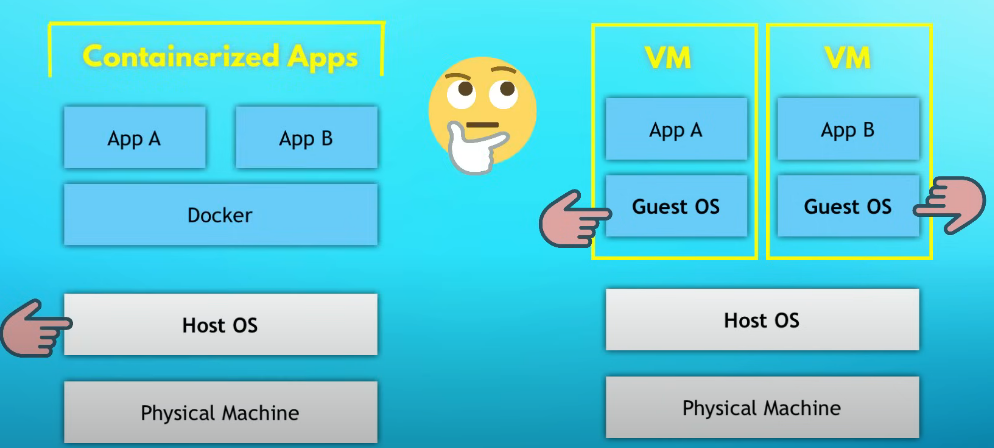 Containerized Apps
App A
App B
Docker
Host OS
Physical Machine
VM
VM
App A
App B
Guest OS
Guest OS
Host OS
Physical Machine